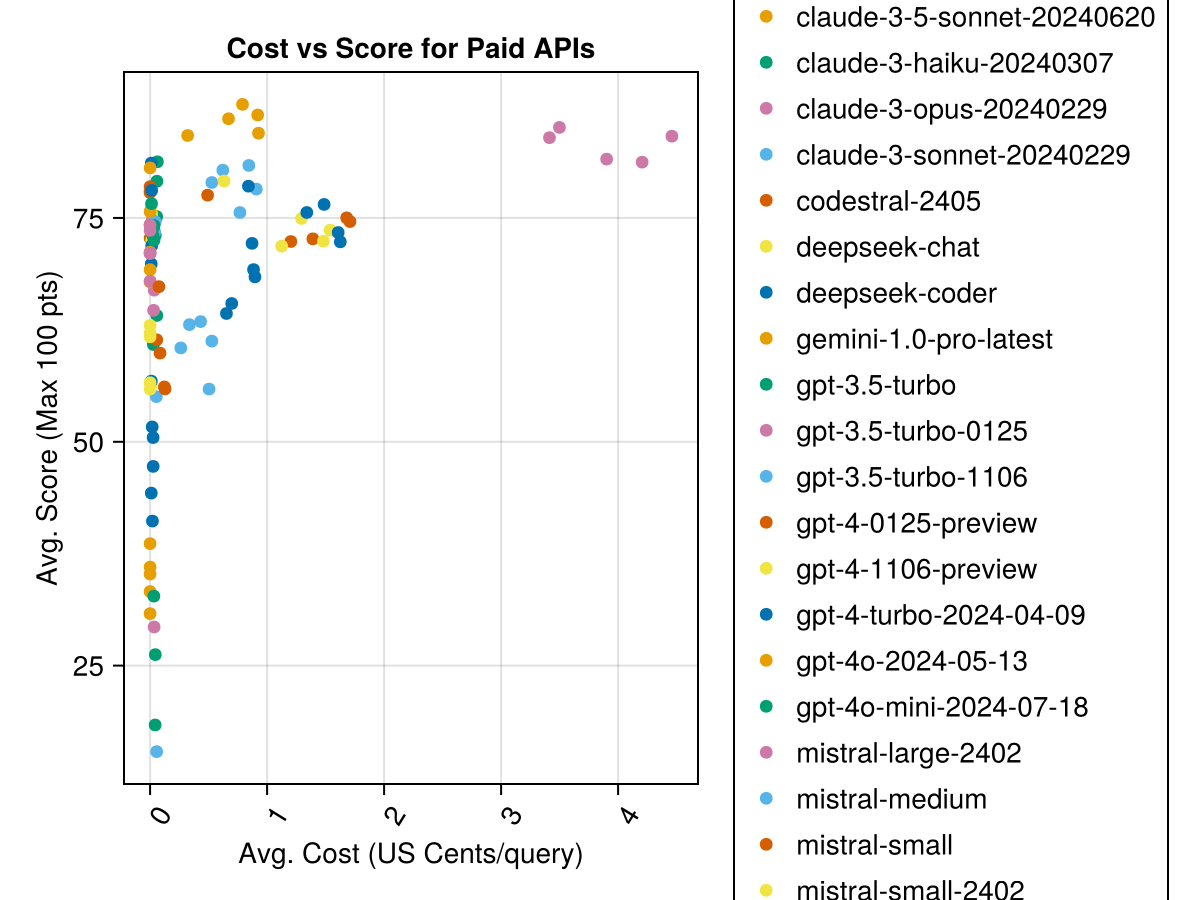 Cost vs Score for Paid APIs
Avg. Score (Max 100 pts)
75
50
25
0
1
2
3
4
Avg. Cost (US Cents/query)
claude-3-5-sonnet-20240620
claude-3-haiku-20240307
claude-3-opus-20240229
claude-3-sonnet-20240229
codestral-2405
deepseek-chat
deepseek-coder
gemini-1.0-pro-latest
gpt-3.5-turbo
gpt-3.5-turbo-0125
gpt-3.5-turbo-1106
gpt-4-0125-preview
gpt-4-1106-preview
gpt-4-turbo-2024-04-09
gpt-4o-2024-05-13
gpt-4o-mini-2024-07-18
mistral-large-2402
mistral-medium
mistral-small
mistral-small-2402